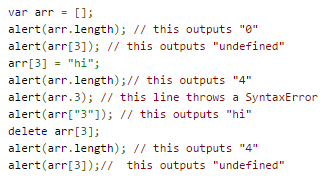 var arr = [];
alert(arr.length); // this outputs "0"
alert(arr[3]); // this outputs "undefined"
arr[3] = "hi";
alert(arr.length);// this outputs "4"
alert(arr.3); // this line throws a SyntaxError
alert(arr["3"]); // this outputs "hi"
delete arr[3];
alert(arr.length); // this outputs "4"
alert(arr[3]);//  this outputs "undefined"